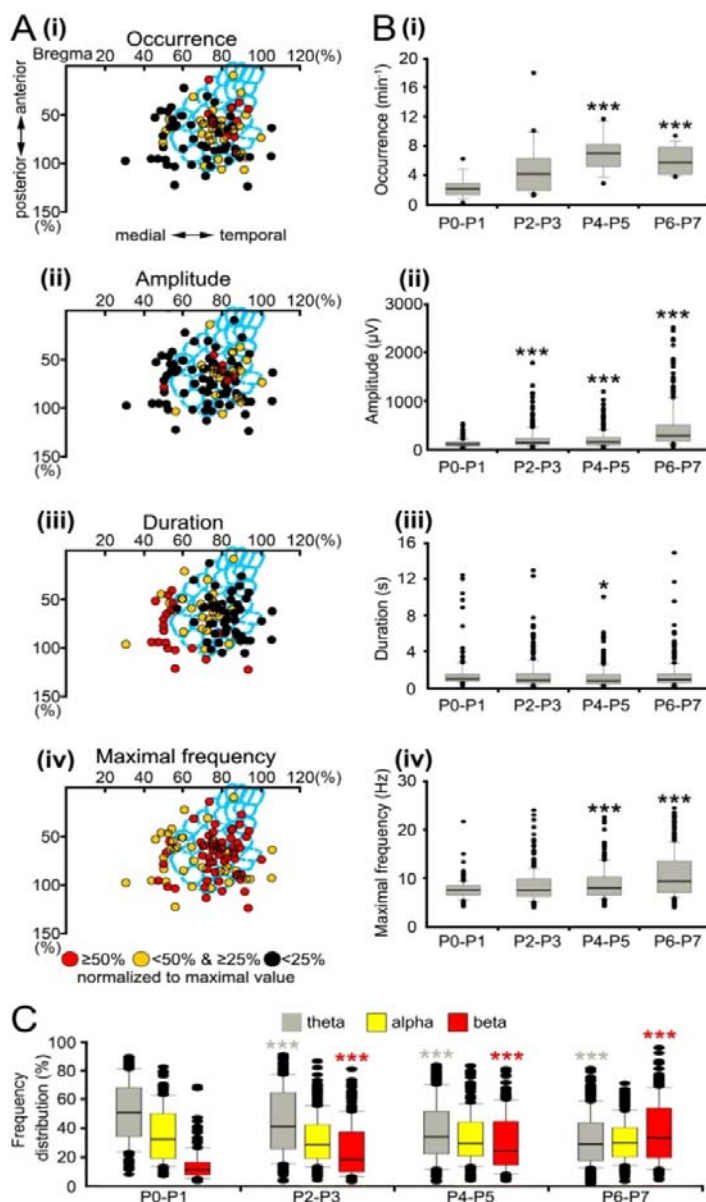 A (i)
Occurrence
Bregma 20 40 60 80 100 120(%)
posterior ◄─► anterior
50
100
150
(%)
medial ◄─► temporal
B (i)
Occurrence (min⁻¹)
20
16
12
8
4
0
*** ***
P0-P1 P2-P3 P4-P5 P6-P7
(ii)
Amplitude
20 40 60 80 100 120(%)
50
100
150
(%)
(ii)
Amplitude (µV)
3000
2000
1000
0
*** *** ***
P0-P1 P2-P3 P4-P5 P6-P7
(iii)
Duration
20 40 60 80 100 120(%)
50
100
150
(%)
(iii)
Duration (s)
16
12
8
4
0
*
P0-P1 P2-P3 P4-P5 P6-P7
(iv)
Maximal frequency
20 40 60 80 100 120(%)
50
100
150
(%)
≥50% <50% & ≥25% <25%
normalized to maximal value
(iv)
Maximal frequency (Hz)
30
20
10
0
*** ***
P0-P1 P2-P3 P4-P5 P6-P7
C
theta alpha beta
Frequency
distribution (%)
100
80
60
40
20
0
*** *** *** *** *** ***
P0-P1 P2-P3 P4-P5 P6-P7